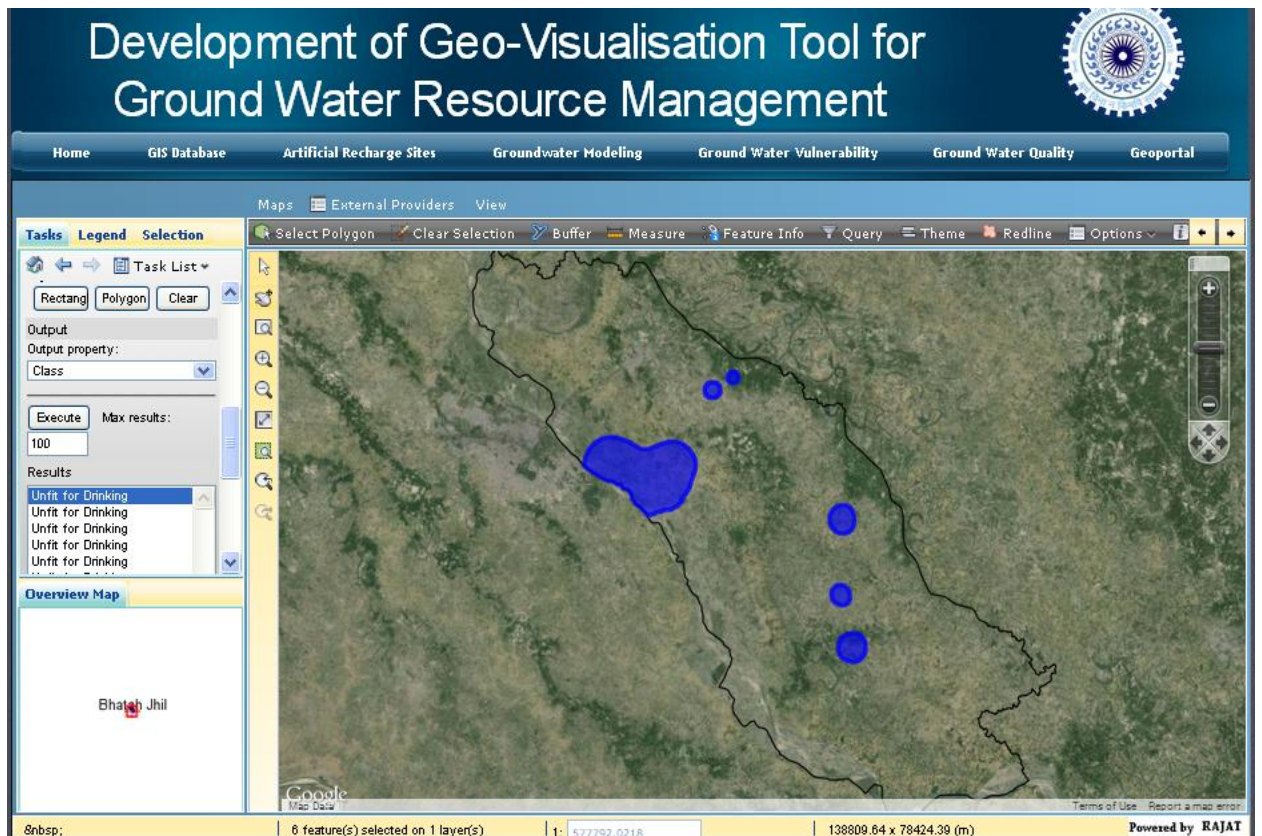 Development of Geo-Visualisation Tool for
Ground Water Resource Management
Home GIS Database Artificial Recharge Sites Groundwater Modeling Ground Water Vulnerability Ground Water Quality Geoportal
Maps External Providers View
Tasks Legend Selection
Select Polygon Clear Selection Buffer Measure Feature Info Query Theme Redline Options
Task List
Rectang Polygon Clear
Output
Output property:
Class
Execute Max results:
100
Results
Unfit for Drinking
Unfit for Drinking
Unfit for Drinking
Unfit for Drinking
Unfit for Drinking
Overview Map
Bhatah Jhil
Google
Map Data
Terms of Use Report a map error
&nbsp; 6 feature(s) selected on 1 layer(s) 1: 577792.0218 138809.64 x 78424.39 (m) Powered by RAJAT